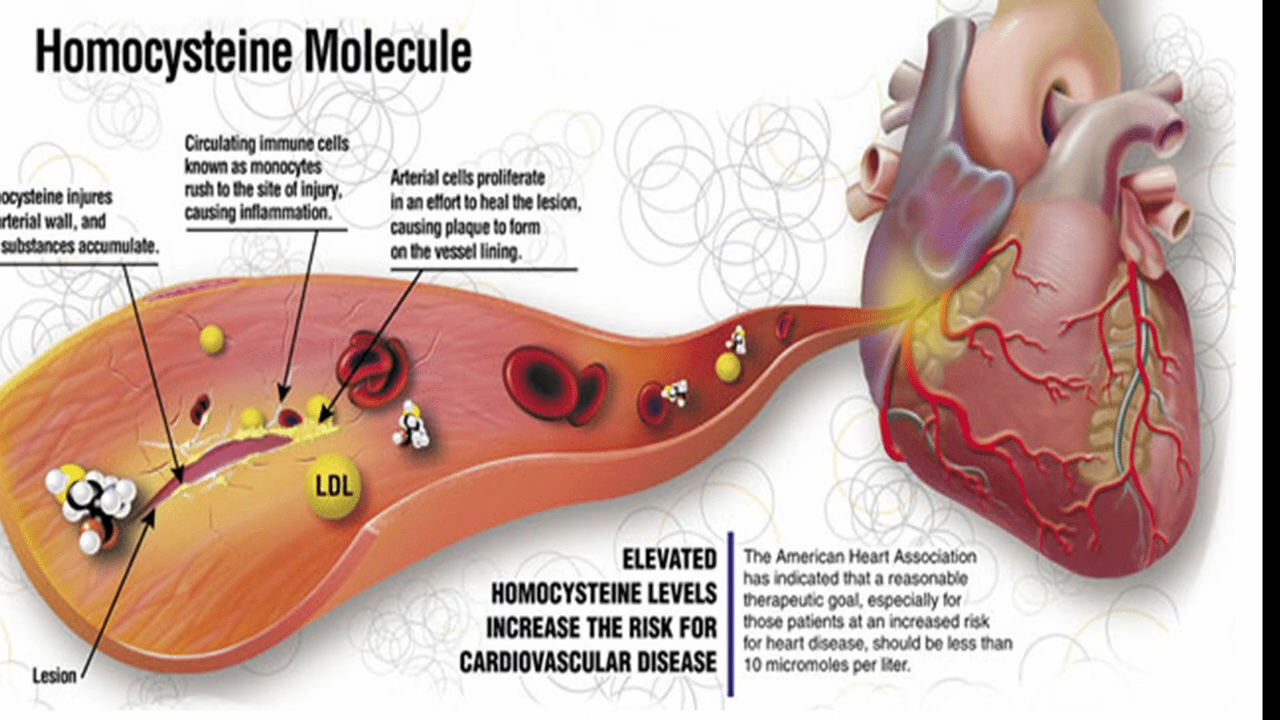 Homocysteine Molecule
ocysteine injures
rterial wall, and
substances accumulate.
Circulating immune cells
known as monocytes
rush to the site of injury,
causing inflammation.
Arterial cells proliferate
in an effort to heal the lesion,
causing plaque to form
on the vessel lining.
LDL
Lesion
ELEVATED
HOMOCYSTEINE LEVELS
INCREASE THE RISK FOR
CARDIOVASCULAR DISEASE
The American Heart Association
has indicated that a reasonable
therapeutic goal, especially for
those patients at an increased risk
for heart disease, should be less than
10 micromoles per liter.